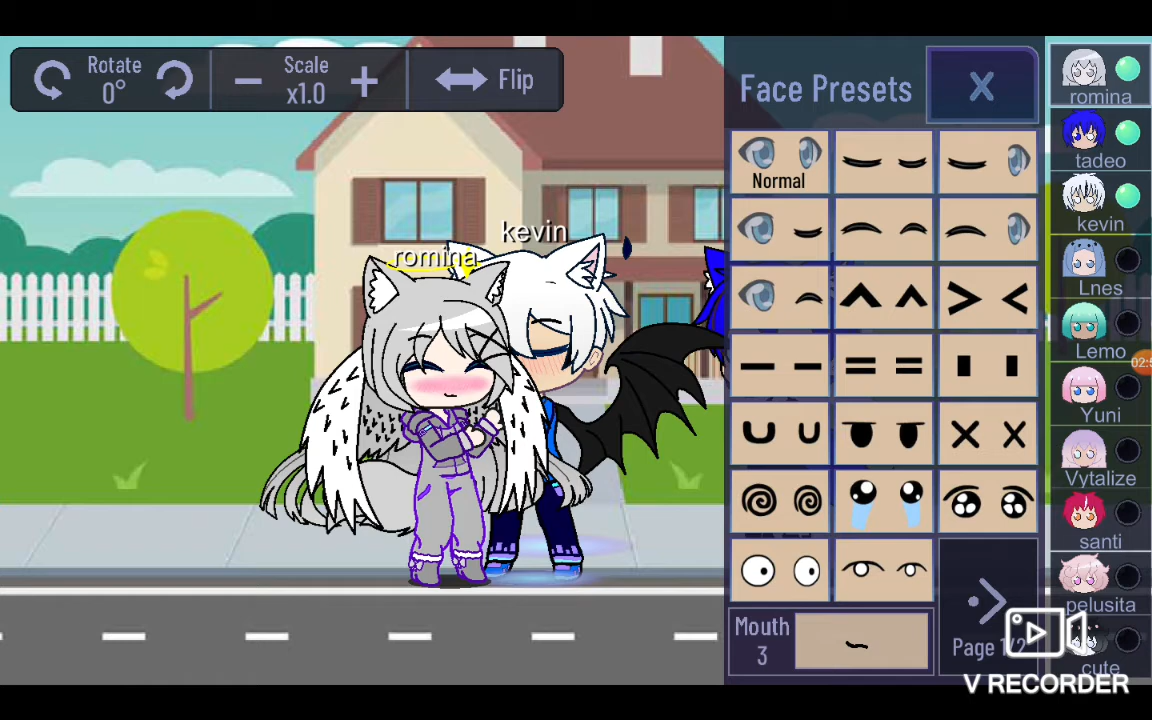 Rotate
0°
Scale
x1.0
Flip
Face Presets
X
Normal
Mouth
3
Page 1/2
kevin
romina
romina
tadeo
kevin
Lnes
Lemo
Yuni
Vytalize
santi
pelusita
cute
V RECORDER